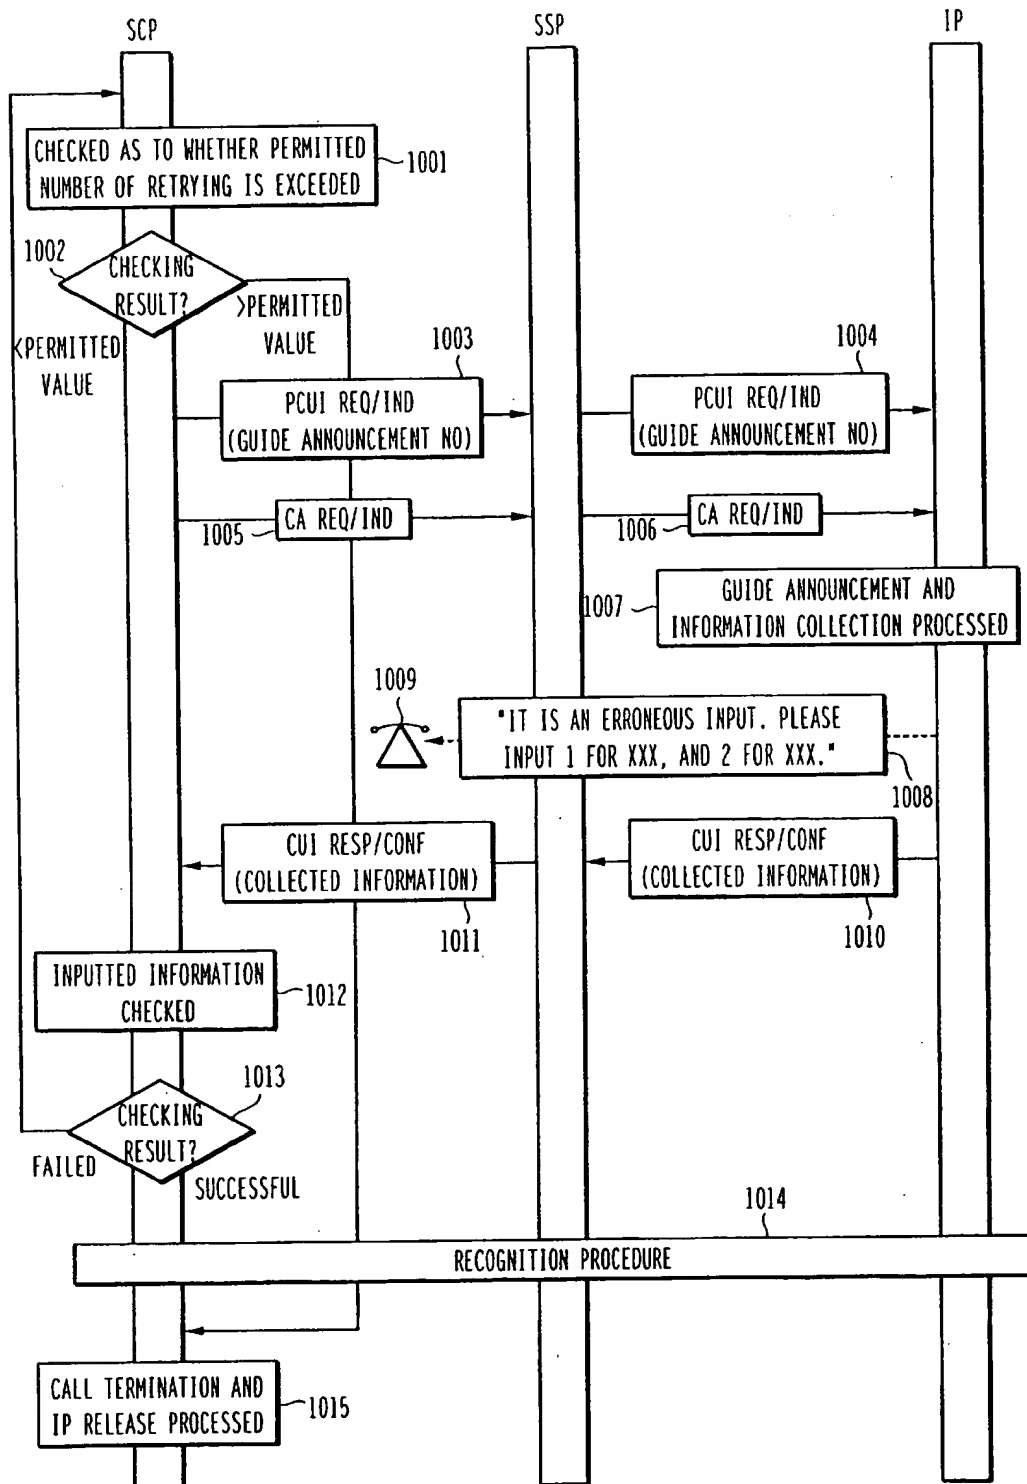 SCP
SSP
IP
CHECKED AS TO WHETHER PERMITTED
NUMBER OF RETRYING IS EXCEEDED
1001
1002
CHECKING
RESULT?
>PERMITTED
VALUE
<PERMITTED
VALUE
1003
PCUI REQ/IND
(GUIDE ANNOUNCEMENT NO)
1004
PCUI REQ/IND
(GUIDE ANNOUNCEMENT NO)
1005
CA REQ/IND
1006
CA REQ/IND
1007
GUIDE ANNOUNCEMENT AND
INFORMATION COLLECTION PROCESSED
1009
"IT IS AN ERRONEOUS INPUT. PLEASE
INPUT 1 FOR XXX, AND 2 FOR XXX."
1008
CUI RESP/CONF
(COLLECTED INFORMATION)
1011
CUI RESP/CONF
(COLLECTED INFORMATION)
1010
INPUTTED INFORMATION
CHECKED
1012
1013
CHECKING
RESULT?
FAILED
SUCCESSFUL
1014
RECOGNITION PROCEDURE
CALL TERMINATION AND
IP RELEASE PROCESSED
1015